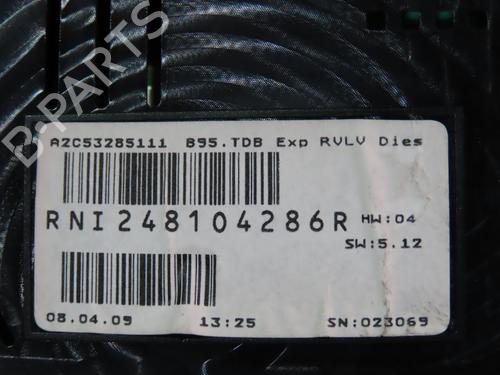 A2C53285111 B95.TDB Exp RVLV Dies
RNI248104286R HW:04
SW:5.12
08.04.09 13:25 SN:023069
B-PARTS